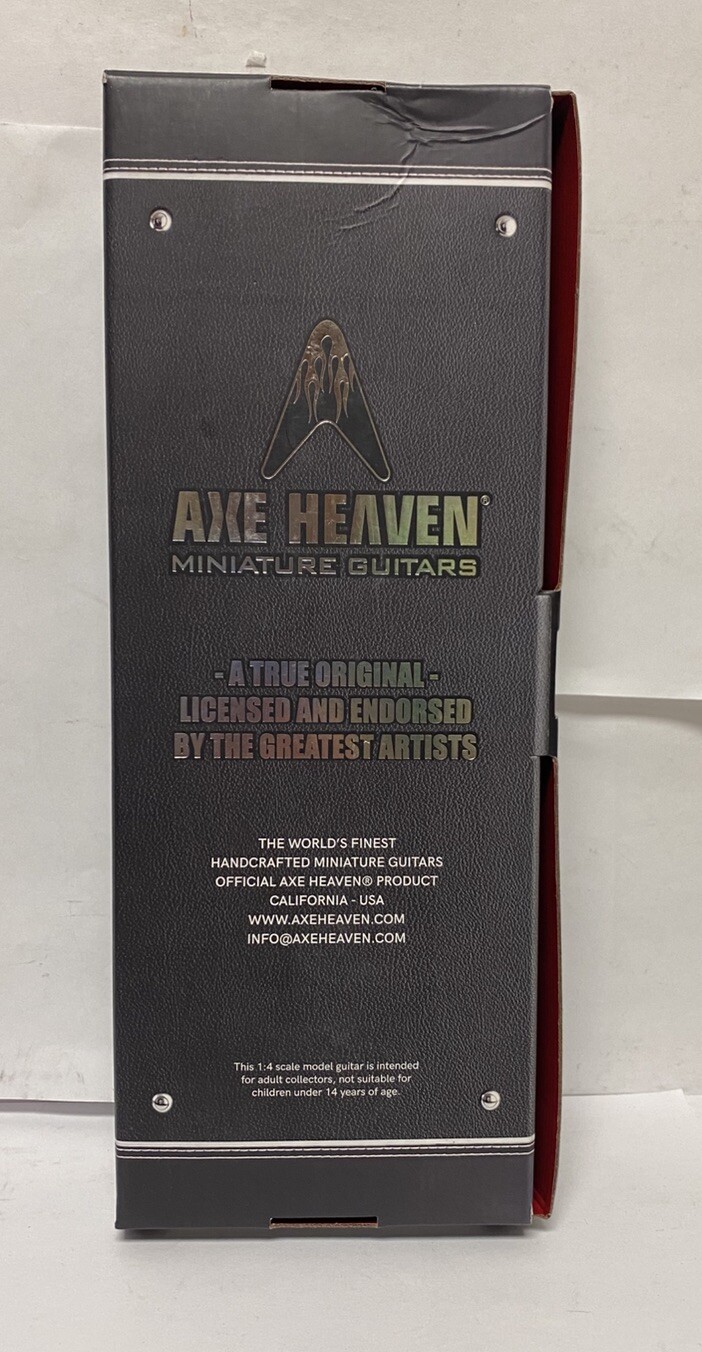 AXE HEAVEN®
MINIATURE GUITARS
- A TRUE ORIGINAL -
LICENSED AND ENDORSED
BY THE GREATEST ARTISTS
THE WORLD'S FINEST
HANDCRAFTED MINIATURE GUITARS
OFFICIAL AXE HEAVEN® PRODUCT
CALIFORNIA - USA
WWW.AXEHEAVEN.COM
INFO@AXEHEAVEN.COM
This 1:4 scale model guitar is intended
for adult collectors, not suitable for
children under 14 years of age.